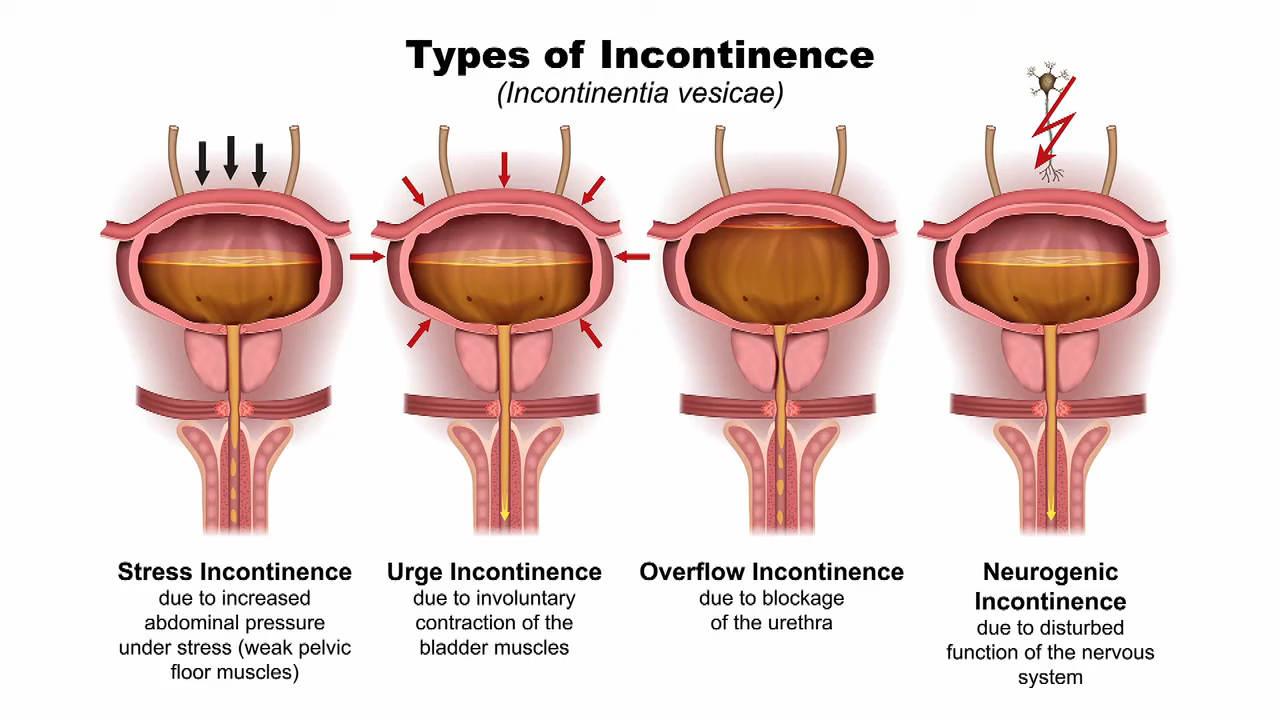 Types of Incontinence
(Incontinentia vesicae)
Stress Incontinence
due to increased
abdominal pressure
under stress (weak pelvic
floor muscles)
Urge Incontinence
due to involuntary
contraction of the
bladder muscles
Overflow Incontinence
due to blockage
of the urethra
Neurogenic
Incontinence
due to disturbed
function of the nervous
system